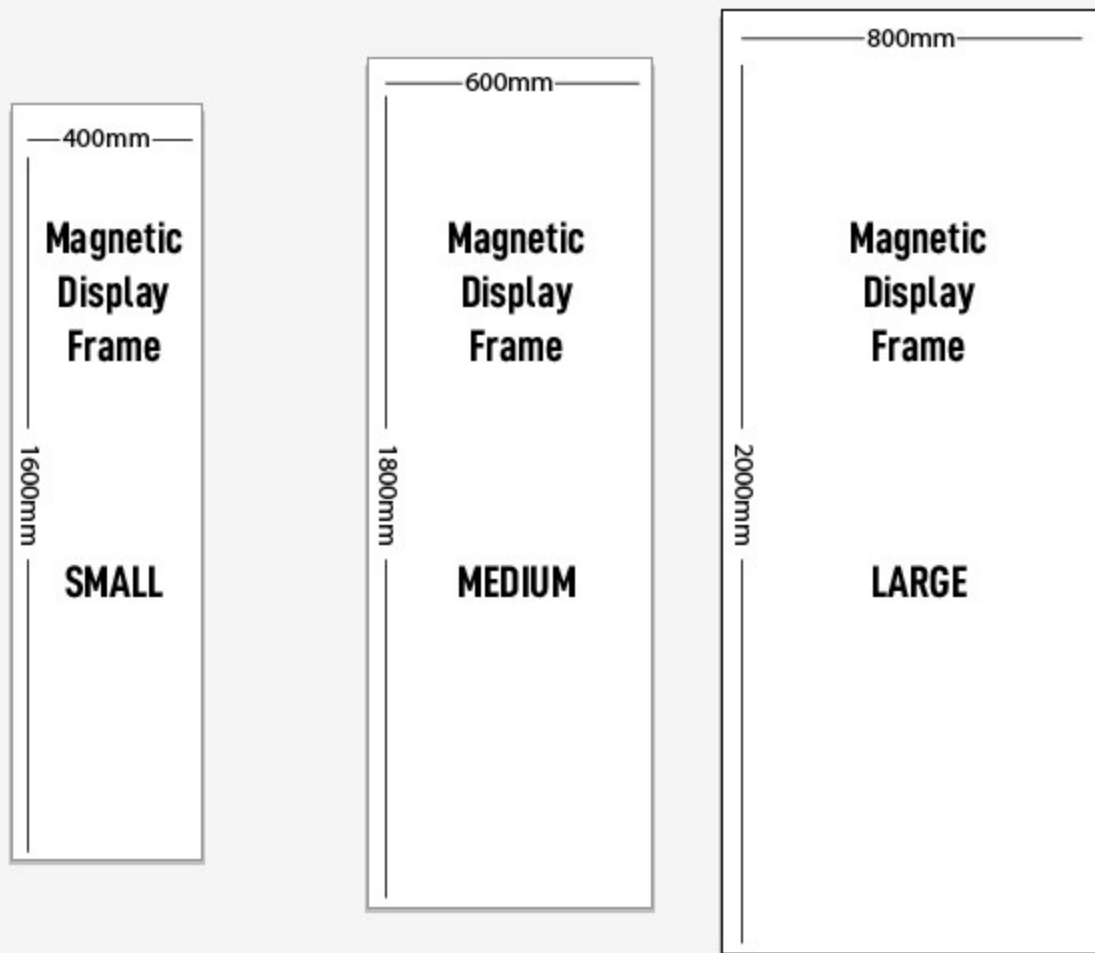 400mm
Magnetic
Display
Frame
1600mm
SMALL
600mm
Magnetic
Display
Frame
1800mm
MEDIUM
800mm
Magnetic
Display
Frame
2000mm
LARGE